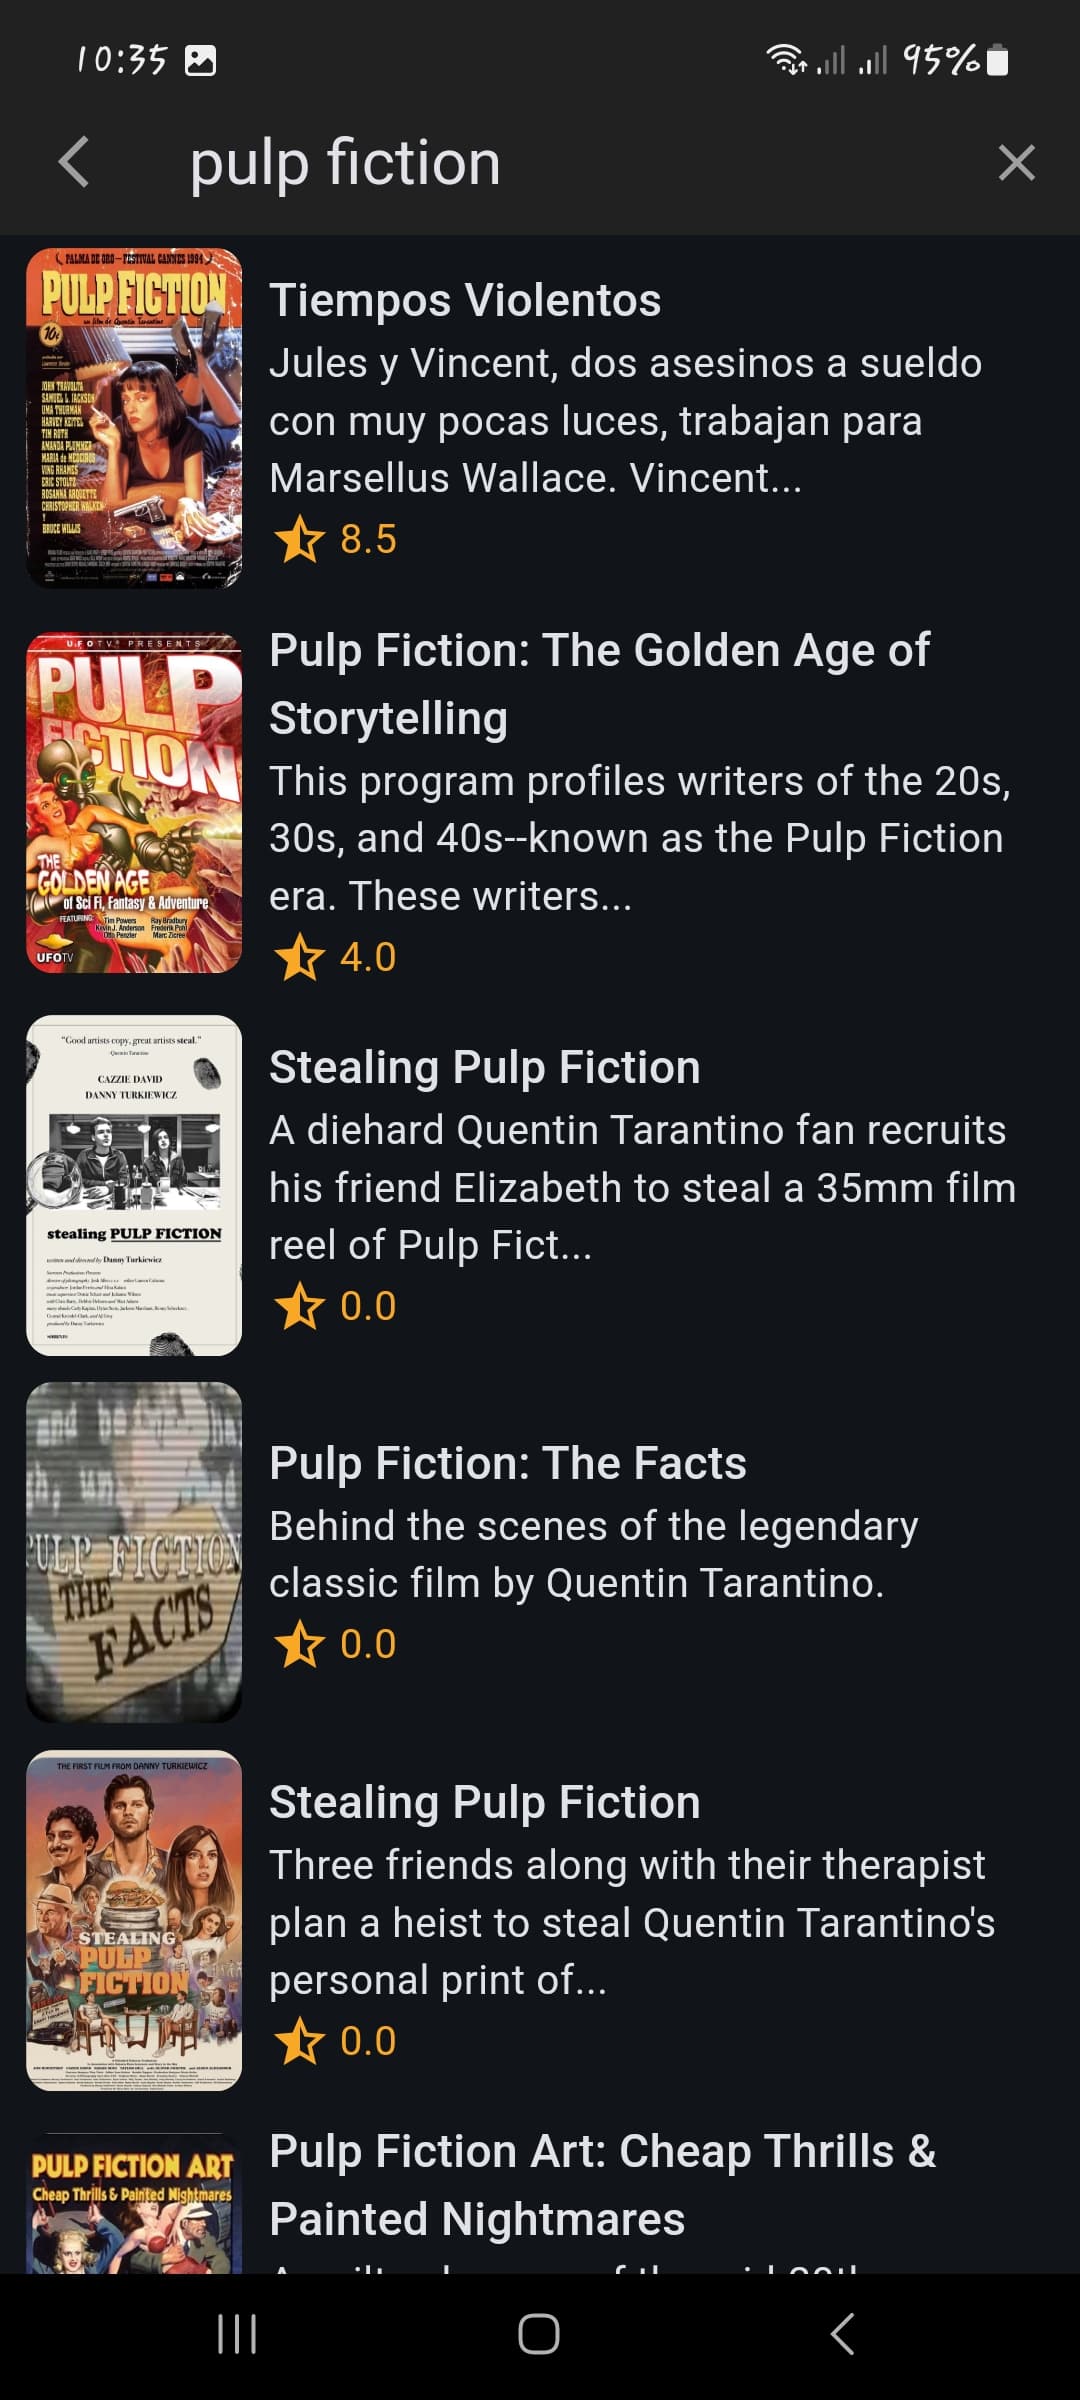 10:35
95%
pulp fiction
PALMA DE ORO - FESTIVAL CANNES 1994
PULP FICTION
un film de Quentin Tarantino
10¢
JOHN TRAVOLTA
SAMUEL L. JACKSON
UMA THURMAN
HARVEY KEITEL
TIM ROTH
AMANDA PLUMMER
MARIA de MEDEIROS
VING RHAMES
ERIC STOLTZ
ROSANNA ARQUETTE
CHRISTOPHER WALKEN
Y
BRUCE WILLIS
Tiempos Violentos
Jules y Vincent, dos asesinos a sueldo
con muy pocas luces, trabajan para
Marsellus Wallace. Vincent...
8.5
UFOTV PRESENTS
PULP
FICTION
THE
GOLDEN AGE
of Sci Fi, Fantasy & Adventure
FEATURING: Tim Powers Ray Bradbury
Kevin J. Anderson Frederik Pohl
Otto Penzler Marc Zicree
UFOTV
Pulp Fiction: The Golden Age of
Storytelling
This program profiles writers of the 20s,
30s, and 40s--known as the Pulp Fiction
era. These writers...
4.0
"Good artists copy, great artists steal."
-Quentin Tarantino
CAZZIE DAVID
DANNY TURKIEWICZ
stealing PULP FICTION
written and directed by Danny Turkiewicz
Stealing Pulp Fiction
A diehard Quentin Tarantino fan recruits
his friend Elizabeth to steal a 35mm film
reel of Pulp Fict...
0.0
PULP FICTION
THE
FACTS
Pulp Fiction: The Facts
Behind the scenes of the legendary
classic film by Quentin Tarantino.
0.0
THE FIRST FILM FROM DANNY TURKIEWICZ
STEALING
PULP
FICTION
Stealing Pulp Fiction
Three friends along with their therapist
plan a heist to steal Quentin Tarantino's
personal print of...
0.0
PULP FICTION ART
Cheap Thrills & Painted Nightmares
Pulp Fiction Art: Cheap Thrills &
Painted Nightmares